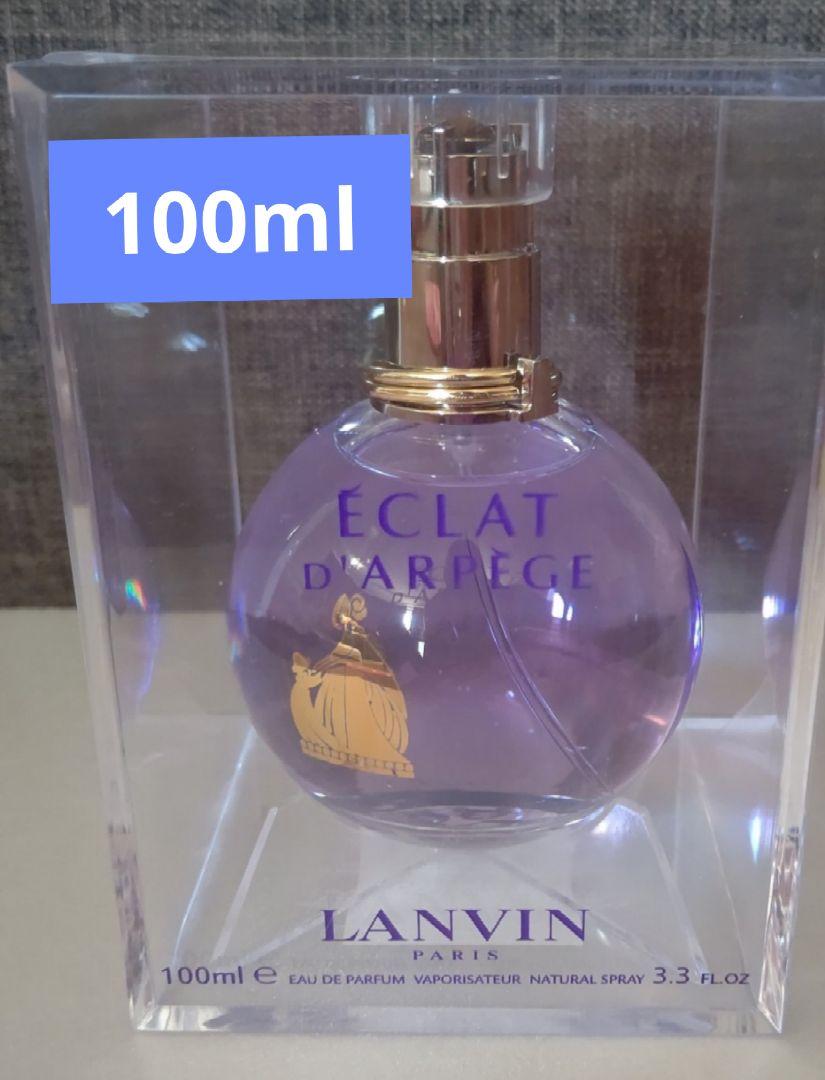 100ml
ÉCLAT
D'ARPÈGE
LANVIN
PARIS
100ml e EAU DE PARFUM VAPORISATEUR NATURAL SPRAY 3.3 FL.OZ